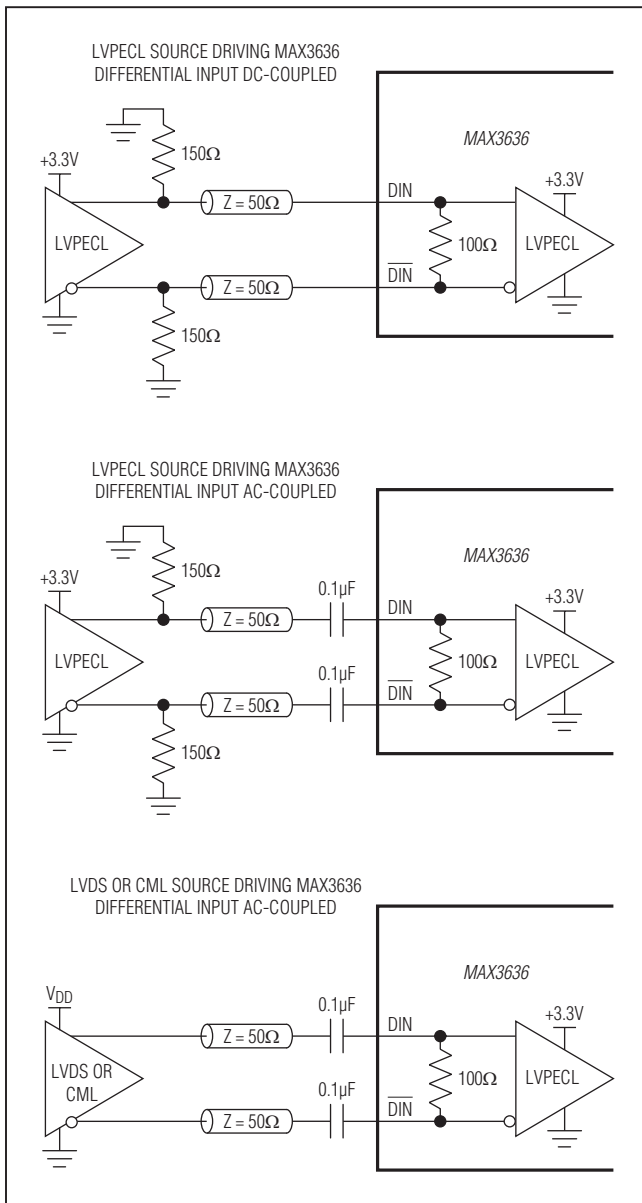 LVPECL SOURCE DRIVING MAX3636
DIFFERENTIAL INPUT DC-COUPLED
MAX3636
150Ω
+3.3V
+3.3V
Z = 50Ω
DIN
LVPECL
100Ω
LVPECL
Z = 50Ω
DIN
150Ω
LVPECL SOURCE DRIVING MAX3636
DIFFERENTIAL INPUT AC-COUPLED
MAX3636
150Ω
+3.3V
0.1µF
+3.3V
Z = 50Ω
DIN
LVPECL
0.1µF
100Ω
LVPECL
Z = 50Ω
DIN
150Ω
LVDS OR CML SOURCE DRIVING MAX3636
DIFFERENTIAL INPUT AC-COUPLED
MAX3636
VDD
0.1µF
+3.3V
Z = 50Ω
DIN
LVDS OR
CML
0.1µF
100Ω
LVPECL
Z = 50Ω
DIN